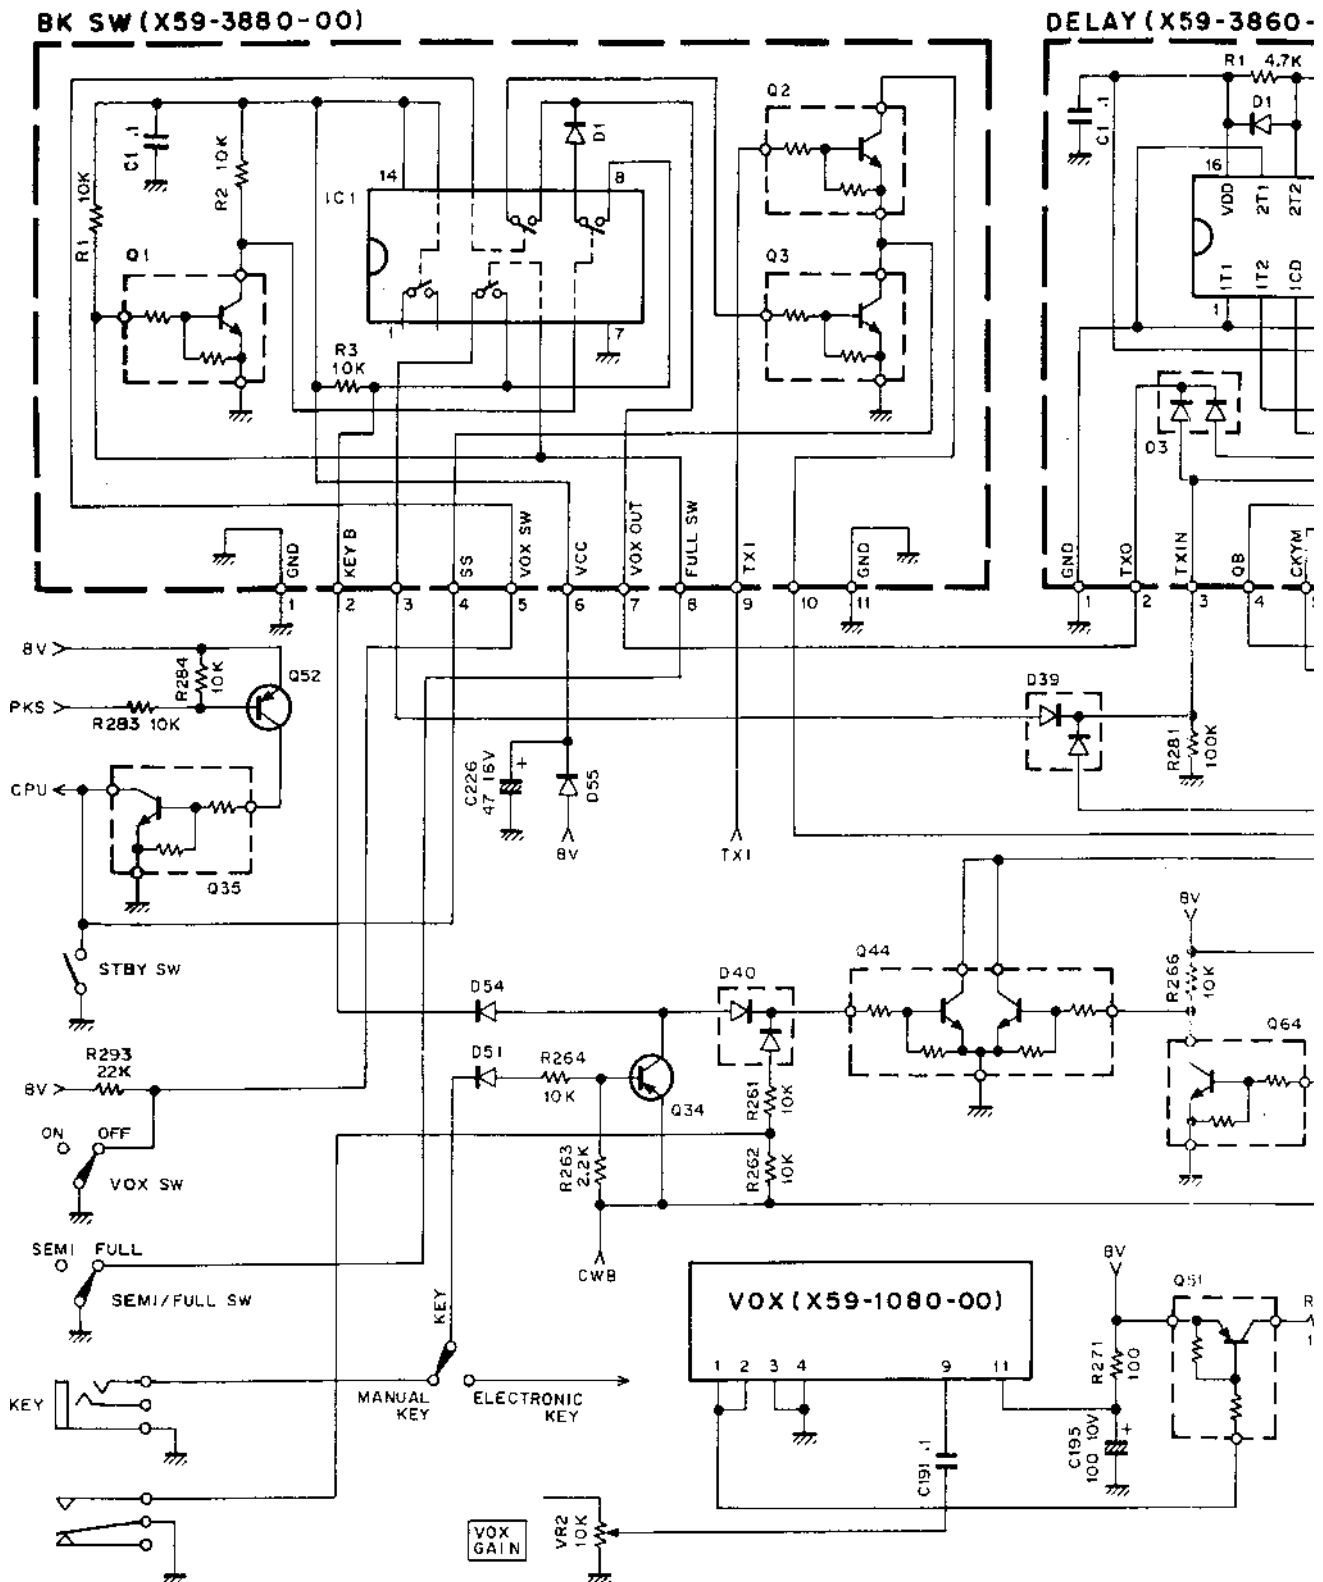 BK SW (X59-3880-00)
DELAY (X59-3860-
R1 4.7K
D1
C1 .1
16
VDD
2T1
2T2
1T1
1T2
1CD
1
D3
GND
TXO
TXIN
QB
CKYM
1
2
3
4
C1 .1
R2 10K
R1 10K
Q1
14
IC1
D1
8
1
7
R3
10K
Q2
Q3
GND
KEY B
SS
VOX SW
VCC
VOX OUT
FULL SW
TX1
GND
1
2
3
4
5
6
7
8
9
10
11
8V
R284
10K
Q52
PKS
R283 10K
CPU
Q35
C226
47 16V
+
D55
8V
TX1
D39
R281
100K
STBY SW
D54
D40
Q44
8V
R266
10K
Q64
R293
22K
8V
D51
R264
10K
Q34
R261
10K
R263
2.2K
R262
10K
ON OFF
VOX SW
SEMI FULL
SEMI/FULL SW
CWB
KEY
VOX (X59-1080-00)
1 2 3 4 9 11
8V
Q51
R
1
R271
100
C195
100 10V
+
KEY
MANUAL
KEY
ELECTRONIC
KEY
C191 .1
VOX
GAIN
VR2
10K